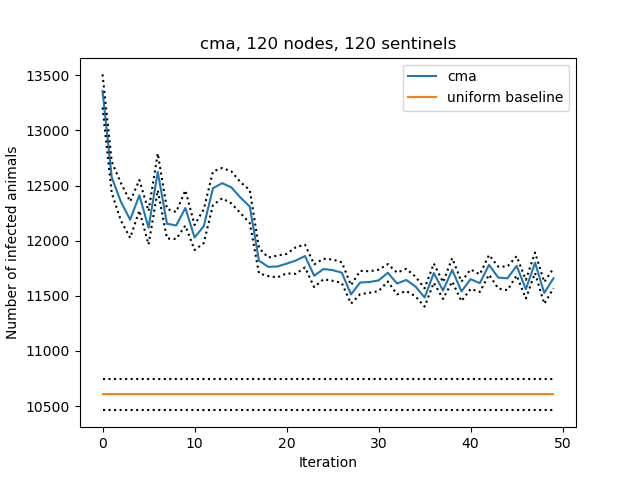 cma, 120 nodes, 120 sentinels
cma
uniform baseline
Number of infected animals
13500
13000
12500
12000
11500
11000
10500
0 10 20 30 40 50
Iteration